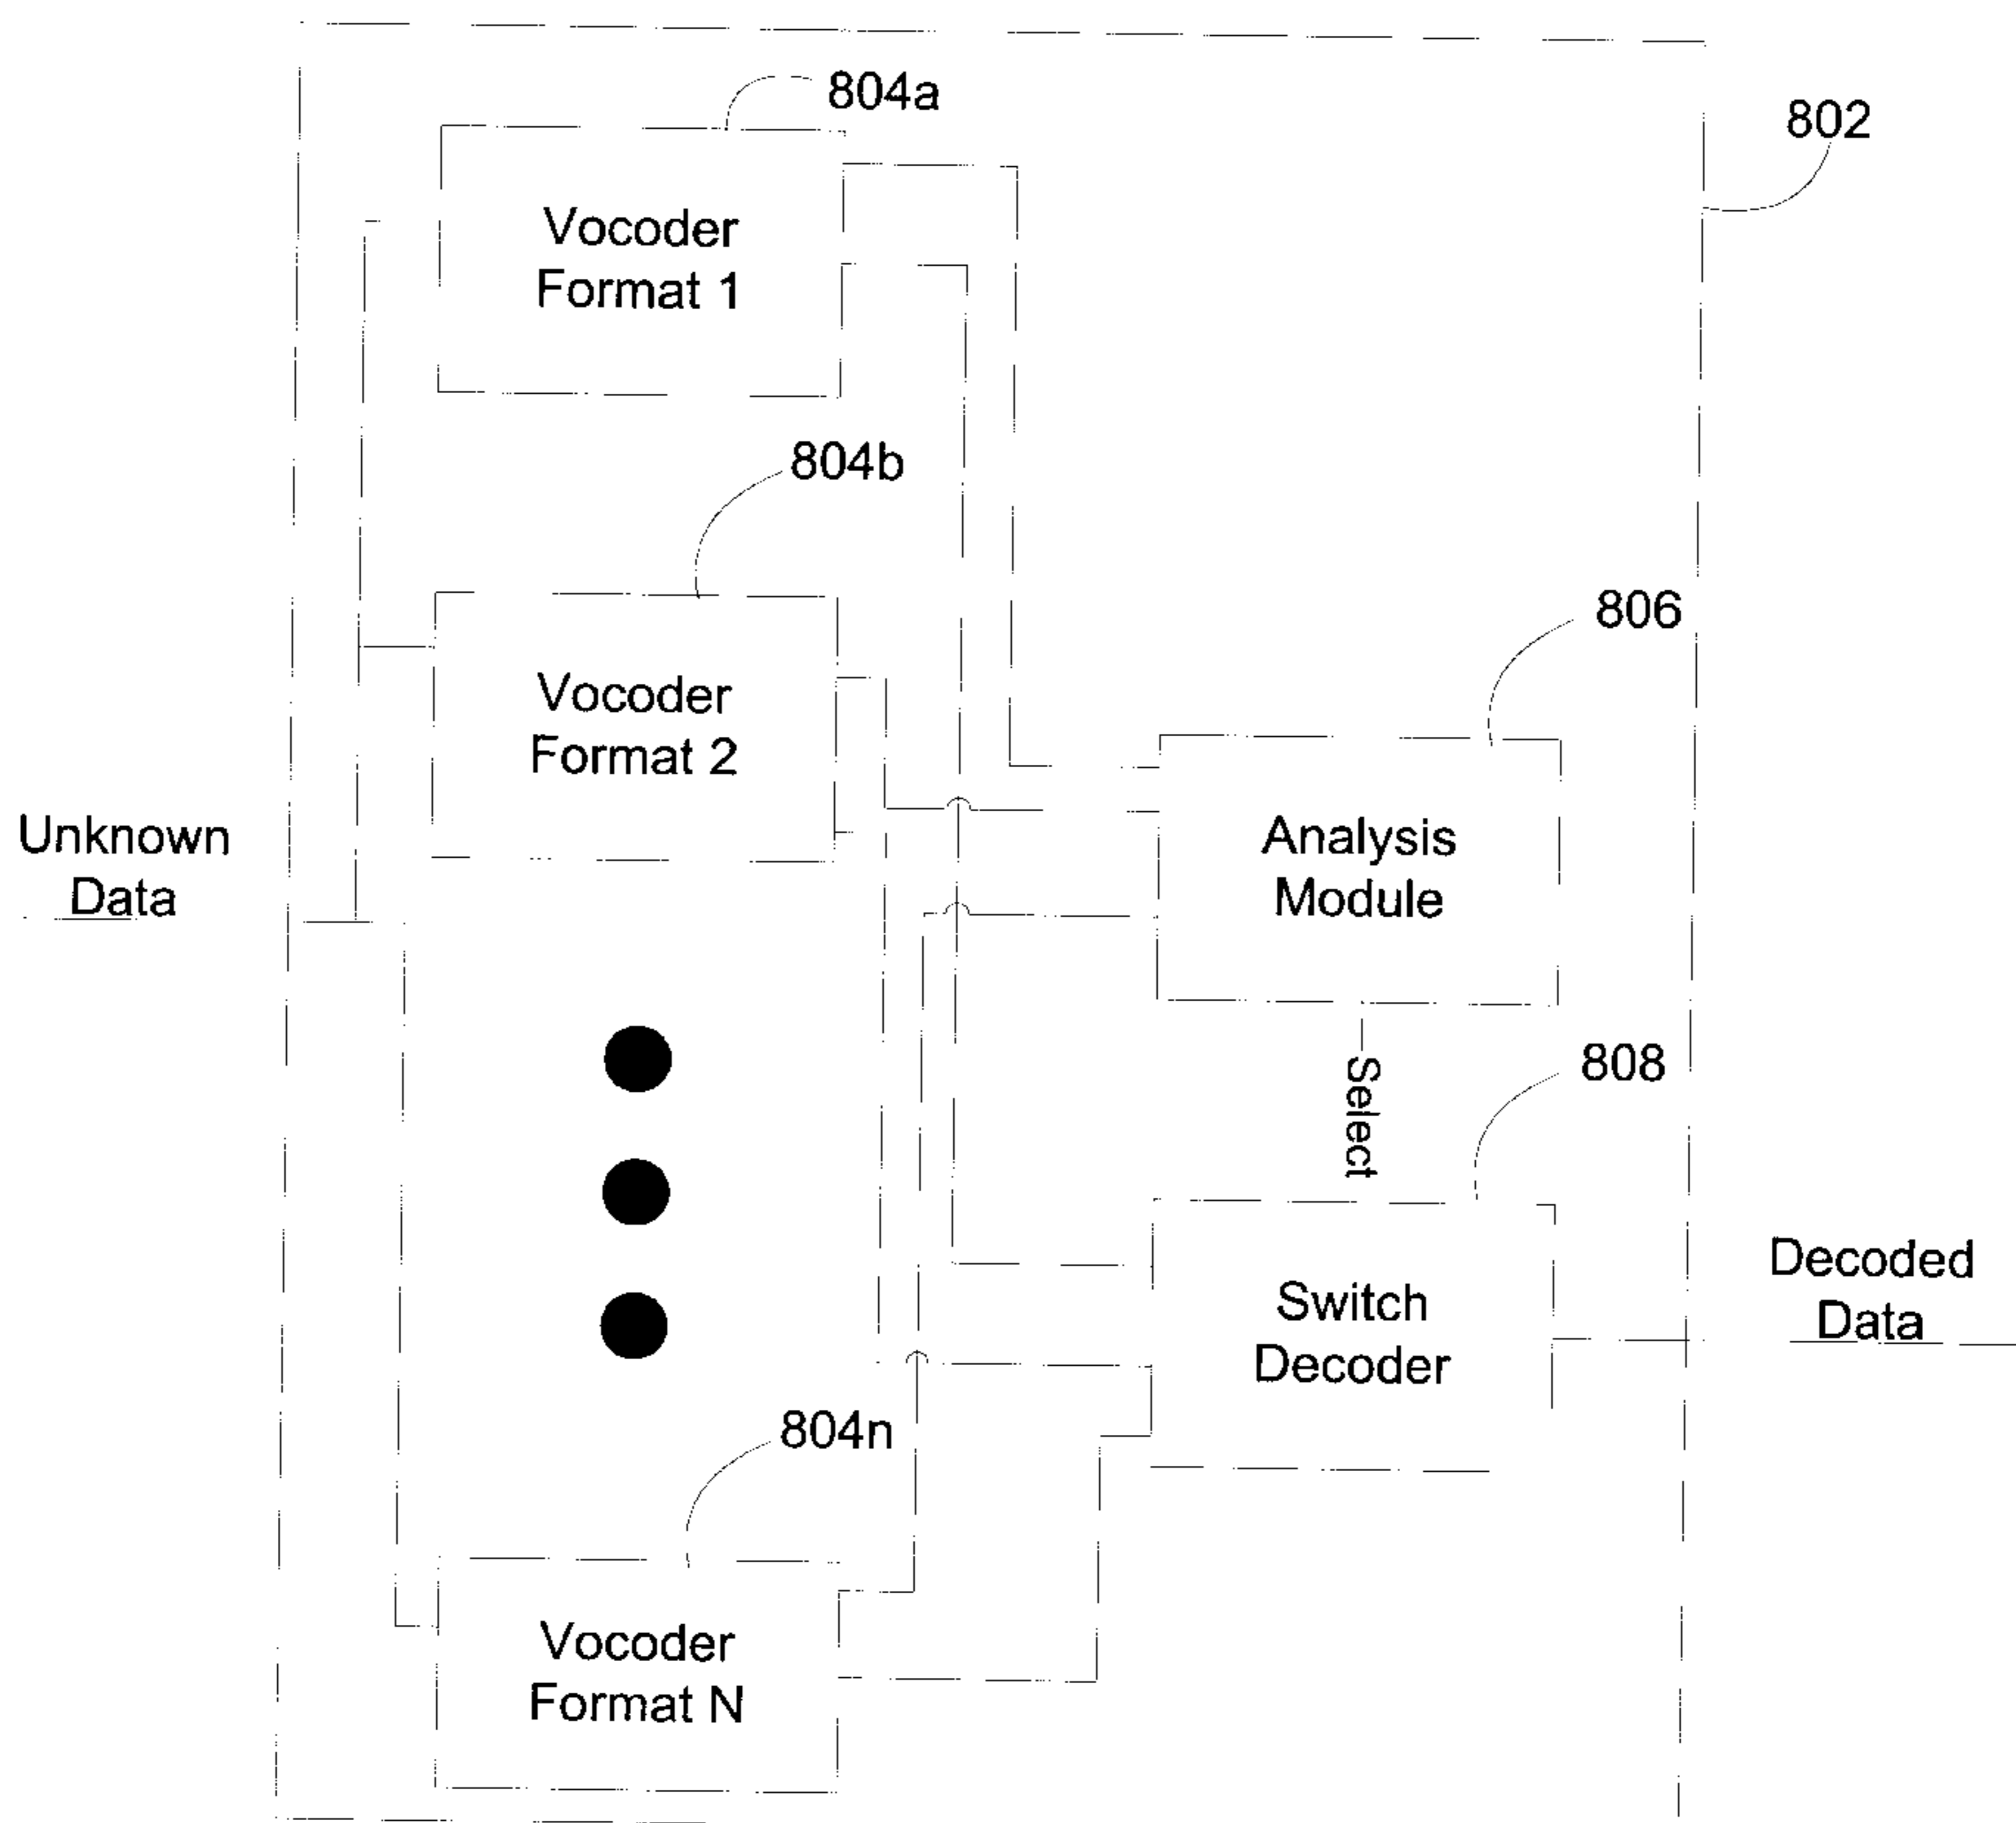 804a
802
Vocoder
Format 1
804b
806
Vocoder
Format 2
Unknown
Data
Analysis
Module
Select
808
Switch
Decoder
Decoded
Data
804n
Vocoder
Format N